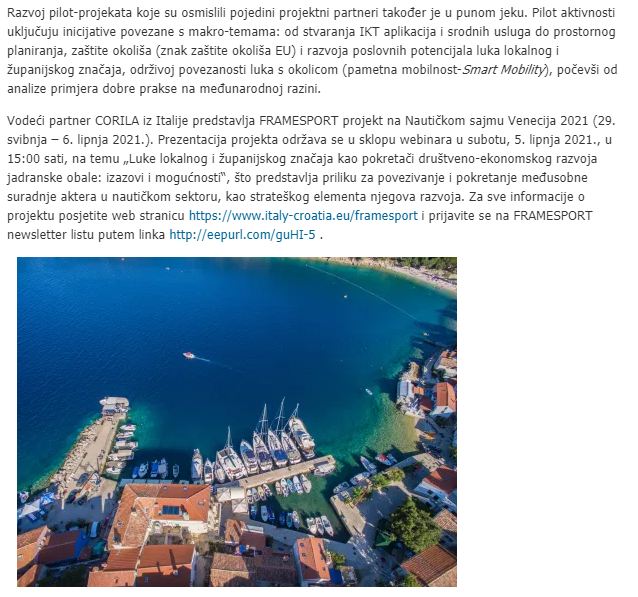 Razvoj pilot-projekata koje su osmislili pojedini projektni partneri također je u punom jeku. Pilot aktivnosti
uključuju inicijative povezane s makro-temama: od stvaranja IKT aplikacija i srodnih usluga do prostornog
planiranja, zaštite okoliša (znak zaštite okoliša EU) i razvoja poslovnih potencijala luka lokalnog i
županijskog značaja, održivoj povezanosti luka s okolicom (pametna mobilnost-Smart Mobility), počevši od
analize primjera dobre prakse na međunarodnoj razini.
Vodeći partner CORILA iz Italije predstavlja FRAMESPORT projekt na Nautičkom sajmu Venecija 2021 (29.
svibnja – 6. lipnja 2021.). Prezentacija projekta održava se u sklopu webinara u subotu, 5. lipnja 2021., u
15:00 sati, na temu „Luke lokalnog i županijskog značaja kao pokretači društveno-ekonomskog razvoja
jadranske obale: izazovi i mogućnosti“, što predstavlja priliku za povezivanje i pokretanje međusobne
suradnje aktera u nautičkom sektoru, kao strateškog elementa njegova razvoja. Za sve informacije o
projektu posjetite web stranicu https://www.italy-croatia.eu/framesport i prijavite se na FRAMESPORT
newsletter listu putem linka http://eepurl.com/guHI-5 .